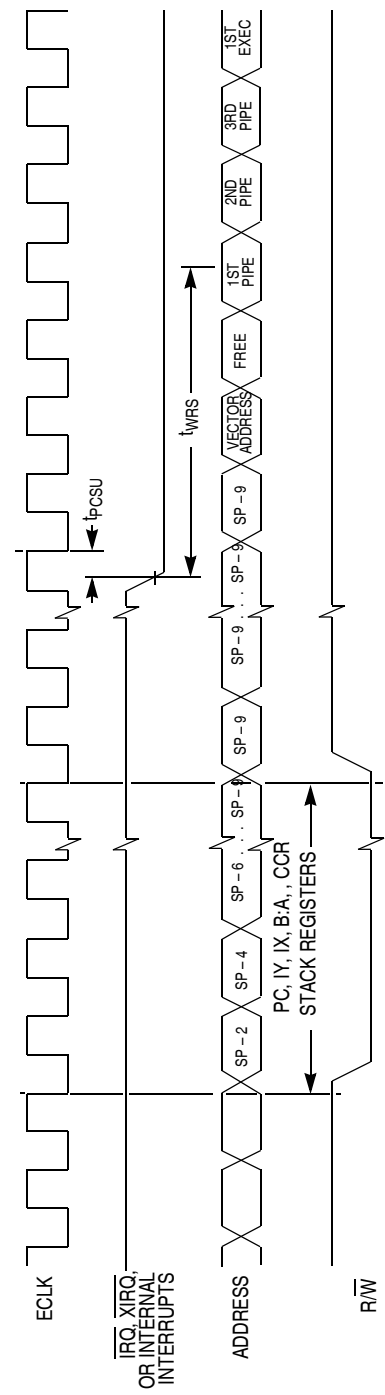 ECLK
tPCSU
IRQ, XIRQ,
OR INTERNAL
INTERRUPTS
tWRS
ADDRESS
SP – 2
SP – 4
SP – 6 . . . SP – 9
SP – 9
SP – 9 . . . SP – 9
SP – 9
VECTOR
ADDRESS
FREE
1ST
PIPE
2ND
PIPE
3RD
PIPE
1ST
EXEC
PC, IY, IX, B:A, , CCR
STACK REGISTERS
R/W